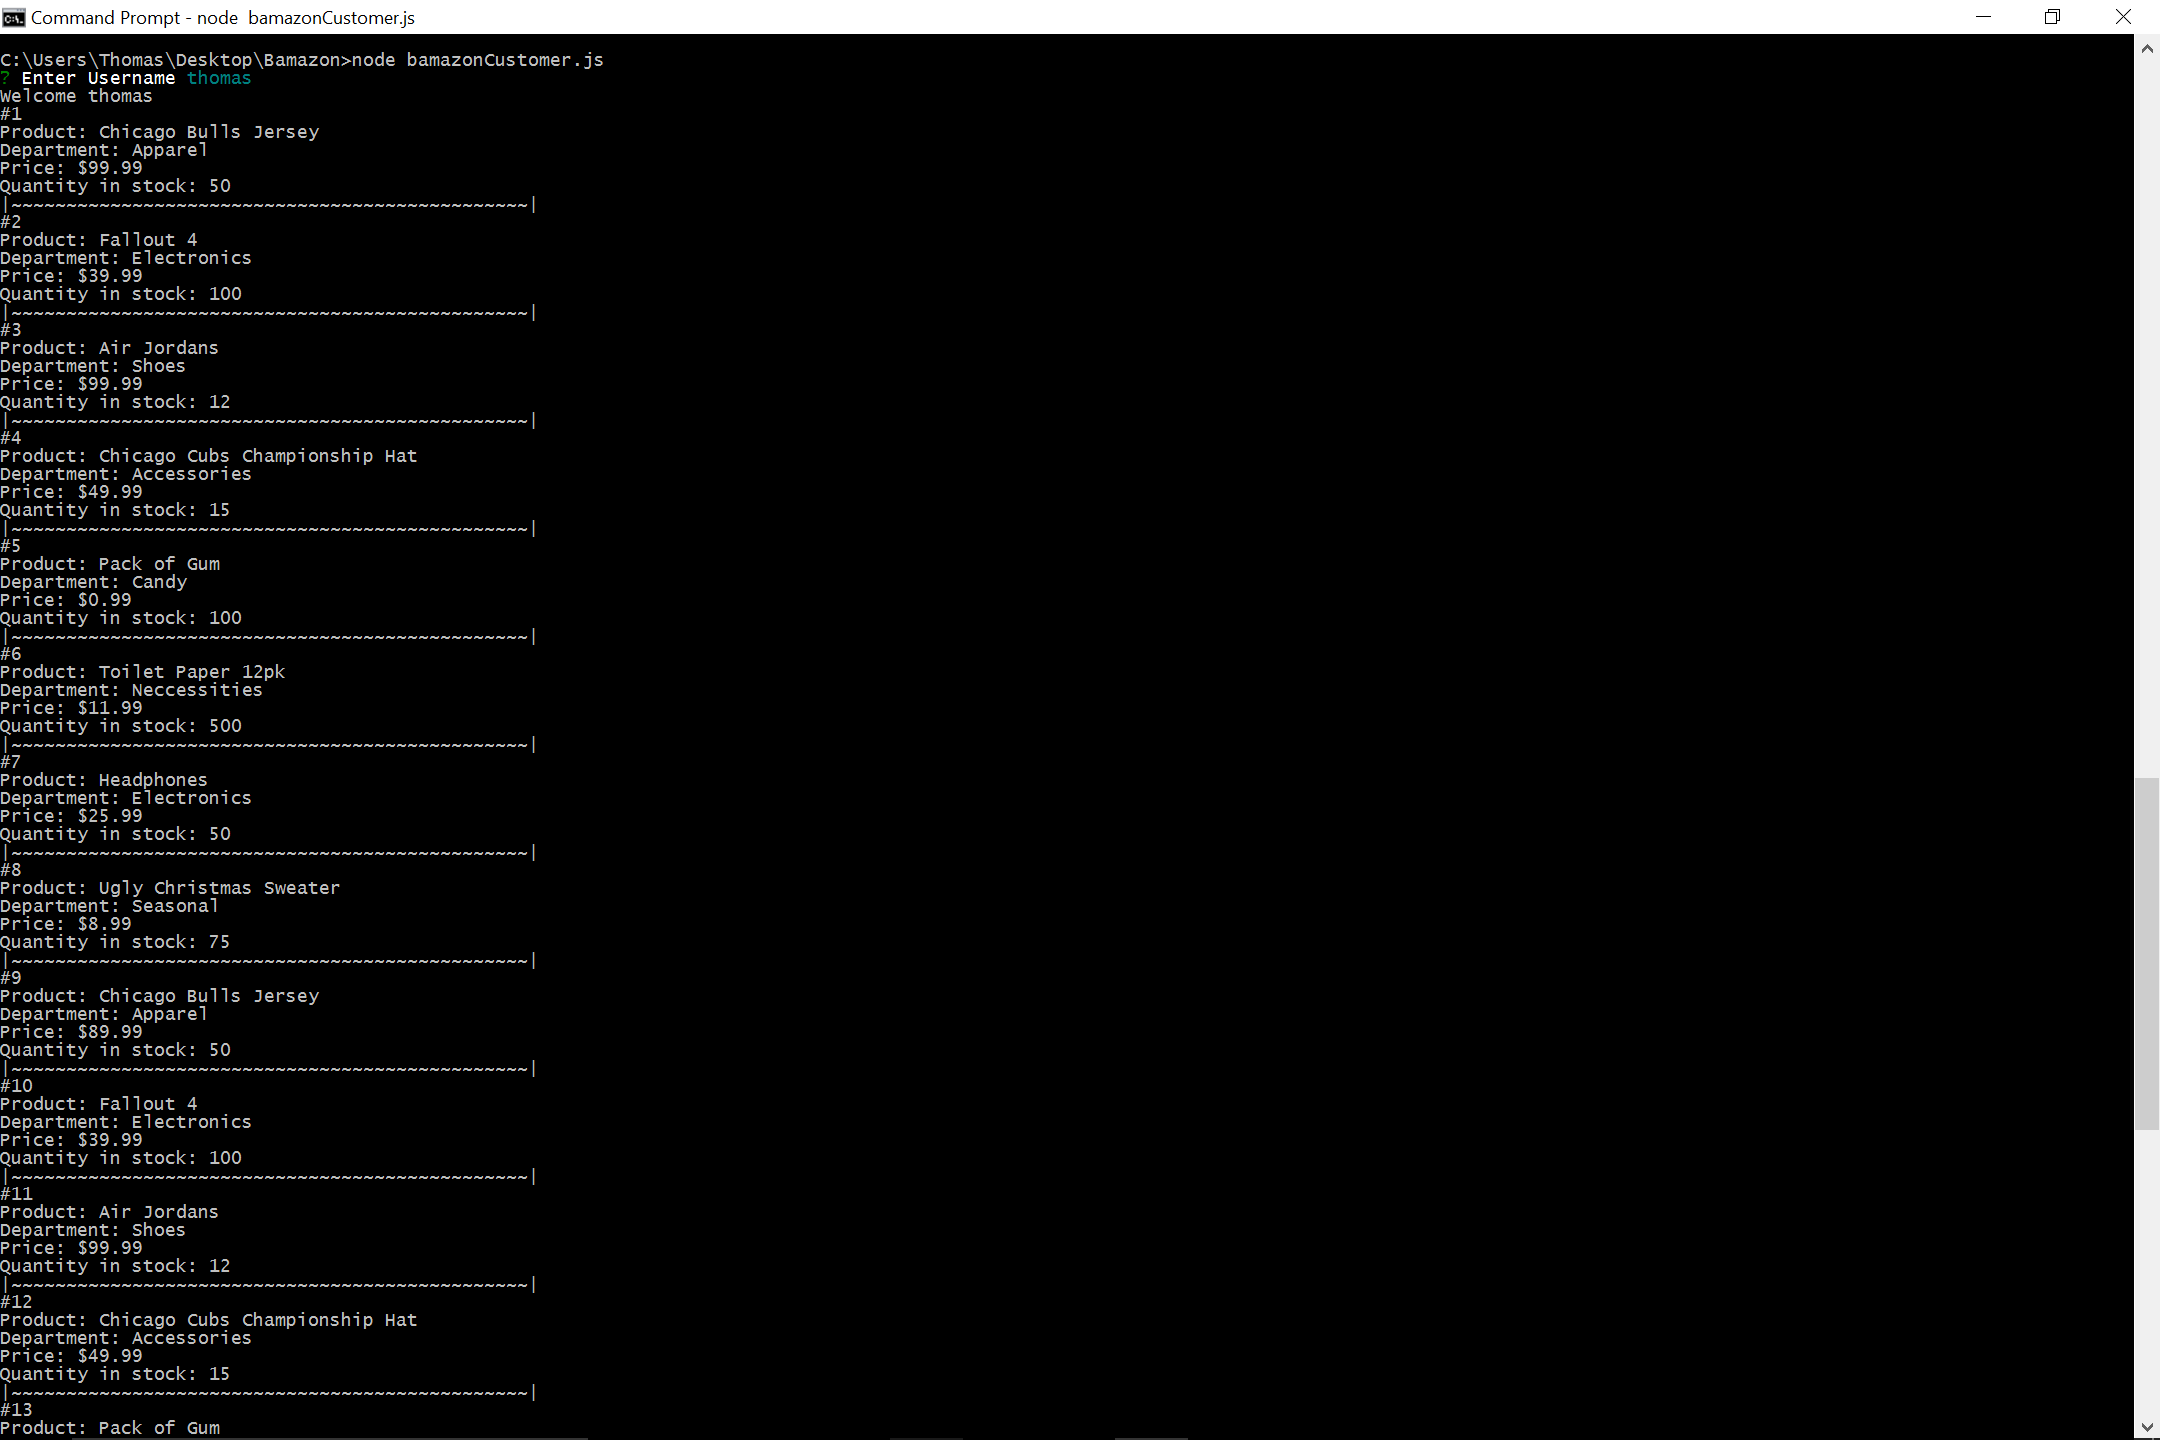 Command Prompt - node  bamazonCustomer.js
C:\Users\Thomas\Desktop\Bamazon>node bamazonCustomer.js
? Enter Username thomas
Welcome thomas
#1
Product: Chicago Bulls Jersey
Department: Apparel
Price: $99.99
Quantity in stock: 50
|~~~~~~~~~~~~~~~~~~~~~~~~~~~~~~~~~~~~~~~~~~~~~~~|
#2
Product: Fallout 4
Department: Electronics
Price: $39.99
Quantity in stock: 100
|~~~~~~~~~~~~~~~~~~~~~~~~~~~~~~~~~~~~~~~~~~~~~~~|
#3
Product: Air Jordans
Department: Shoes
Price: $99.99
Quantity in stock: 12
|~~~~~~~~~~~~~~~~~~~~~~~~~~~~~~~~~~~~~~~~~~~~~~~|
#4
Product: Chicago Cubs Championship Hat
Department: Accessories
Price: $49.99
Quantity in stock: 15
|~~~~~~~~~~~~~~~~~~~~~~~~~~~~~~~~~~~~~~~~~~~~~~~|
#5
Product: Pack of Gum
Department: Candy
Price: $0.99
Quantity in stock: 100
|~~~~~~~~~~~~~~~~~~~~~~~~~~~~~~~~~~~~~~~~~~~~~~~|
#6
Product: Toilet Paper 12pk
Department: Neccessities
Price: $11.99
Quantity in stock: 500
|~~~~~~~~~~~~~~~~~~~~~~~~~~~~~~~~~~~~~~~~~~~~~~~|
#7
Product: Headphones
Department: Electronics
Price: $25.99
Quantity in stock: 50
|~~~~~~~~~~~~~~~~~~~~~~~~~~~~~~~~~~~~~~~~~~~~~~~|
#8
Product: Ugly Christmas Sweater
Department: Seasonal
Price: $8.99
Quantity in stock: 75
|~~~~~~~~~~~~~~~~~~~~~~~~~~~~~~~~~~~~~~~~~~~~~~~|
#9
Product: Chicago Bulls Jersey
Department: Apparel
Price: $89.99
Quantity in stock: 50
|~~~~~~~~~~~~~~~~~~~~~~~~~~~~~~~~~~~~~~~~~~~~~~~|
#10
Product: Fallout 4
Department: Electronics
Price: $39.99
Quantity in stock: 100
|~~~~~~~~~~~~~~~~~~~~~~~~~~~~~~~~~~~~~~~~~~~~~~~|
#11
Product: Air Jordans
Department: Shoes
Price: $99.99
Quantity in stock: 12
|~~~~~~~~~~~~~~~~~~~~~~~~~~~~~~~~~~~~~~~~~~~~~~~|
#12
Product: Chicago Cubs Championship Hat
Department: Accessories
Price: $49.99
Quantity in stock: 15
|~~~~~~~~~~~~~~~~~~~~~~~~~~~~~~~~~~~~~~~~~~~~~~~|
#13
Product: Pack of Gum